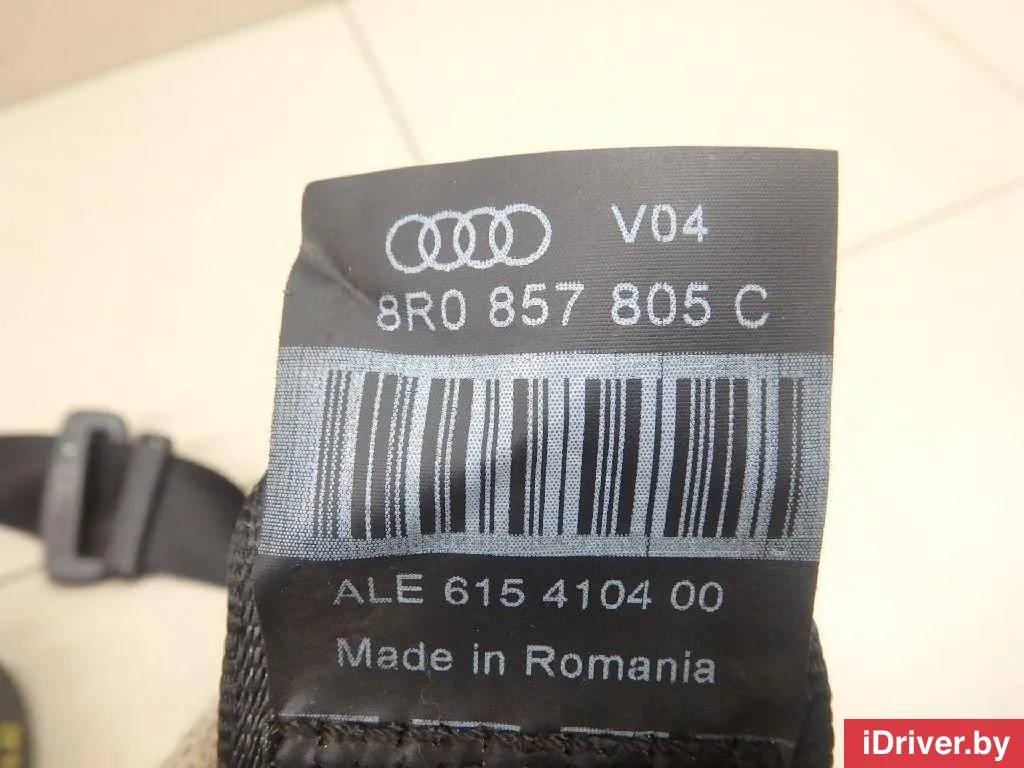 V04
8R0 857 805 C
ALE 615 4104 00
Made in Romania
iDriver.by